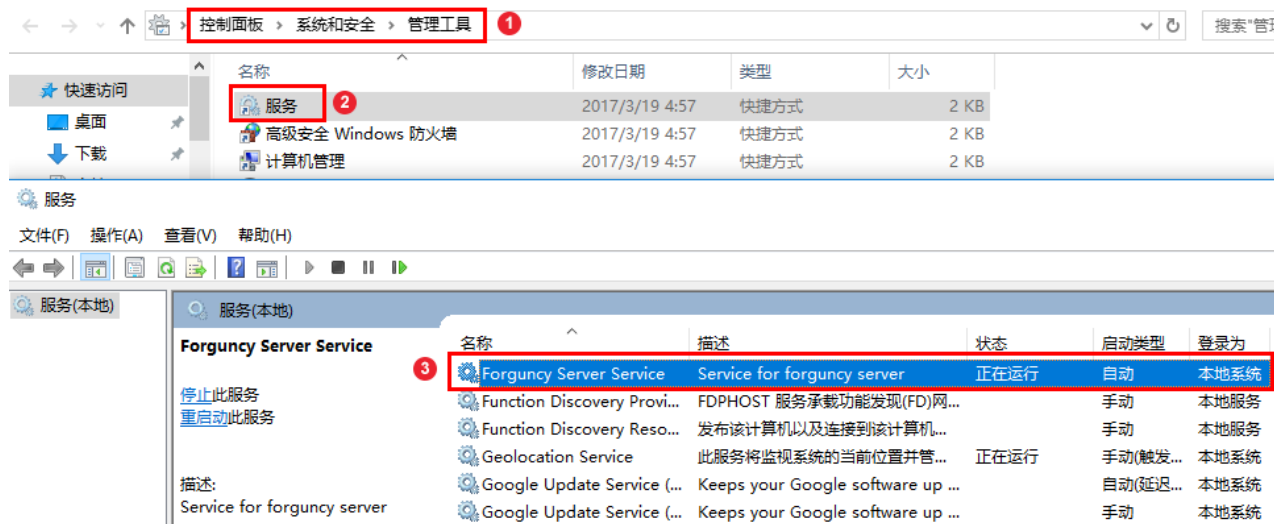 控制面板 > 系统和安全 > 管理工具 1 搜索"管理
名称 修改日期 类型 大小
快速访问
服务 2 2017/3/19 4:57 快捷方式 2 KB
桌面
高级安全 Windows 防火墙 2017/3/19 4:57 快捷方式 2 KB
下载
计算机管理 2017/3/19 4:57 快捷方式 2 KB
服务
文件(F) 操作(A) 查看(V) 帮助(H)
服务(本地)
服务(本地)
Forguncy Server Service
停止此服务
重启动此服务
描述:
Service for forguncy server
名称 描述 状态 启动类型 登录为
3 Forguncy Server Service Service for forguncy server 正在运行 自动 本地系统
Function Discovery Provi... FDPHOST 服务承载功能发现(FD)网... 手动 本地服务
Function Discovery Reso... 发布该计算机以及连接到该计算机... 手动 本地服务
Geolocation Service 此服务将监视系统的当前位置并管... 正在运行 手动(触发... 本地系统
Google Update Service (... Keeps your Google software up ... 自动(延迟... 本地系统
Google Update Service (... Keeps your Google software up ... 手动 本地系统